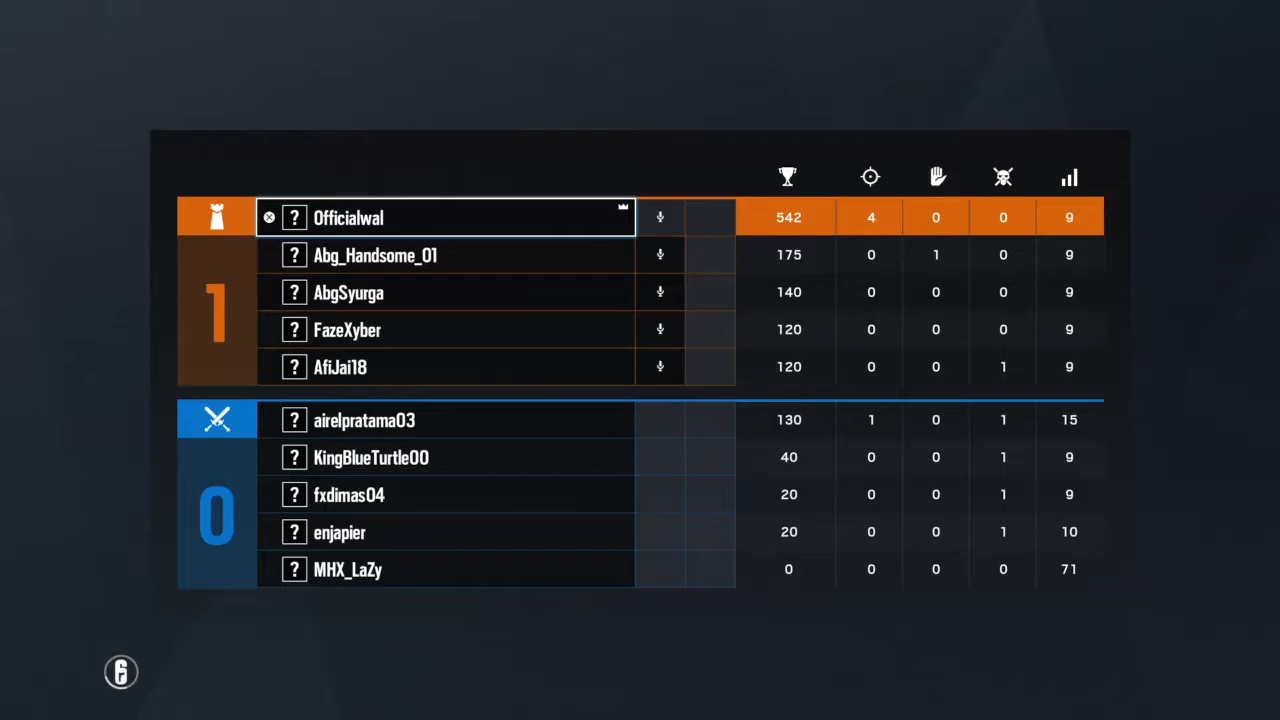 Officialwal 542 4 0 0 9
Abg_Handsome_01 175 0 1 0 9
1
AbgSyurga 140 0 0 0 9
FazeXyber 120 0 0 0 9
AfiJai18 120 0 0 1 9
airelpratama03 130 1 0 1 15
KingBlueTurtle00 40 0 0 1 9
0
fxdimas04 20 0 0 1 9
enjapier 20 0 0 1 10
MHX_LaZy 0 0 0 0 71
6